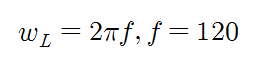 w_L = 2πf, f = 120